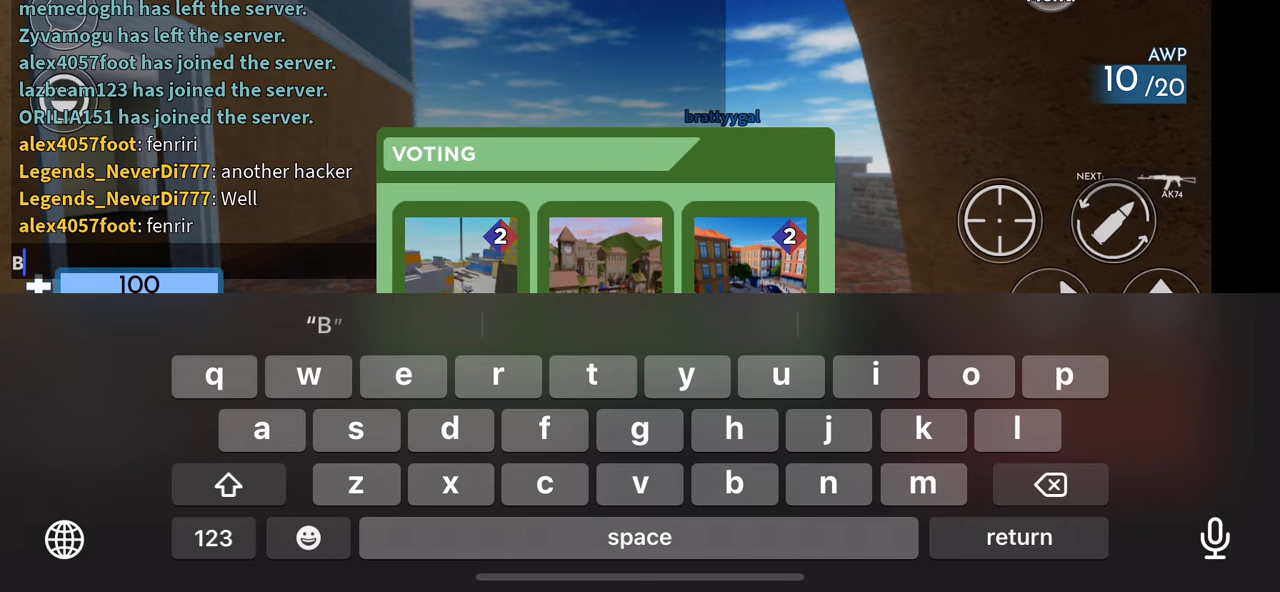 memedoghh has left the server.
Zyvamogu has left the server.
alex4057foot has joined the server.
lazbeam123 has joined the server.
ORILIA151 has joined the server.
alex4057foot: fenriri
Legends_NeverDi777: another hacker
Legends_NeverDi777: Well
alex4057foot: fenrir
B
100
AWP
10 /20
brattyygal
VOTING
2
2
NEXT:
AK74
“B”
q w e r t y u i o p
a s d f g h j k l
z x c v b n m
123 space return